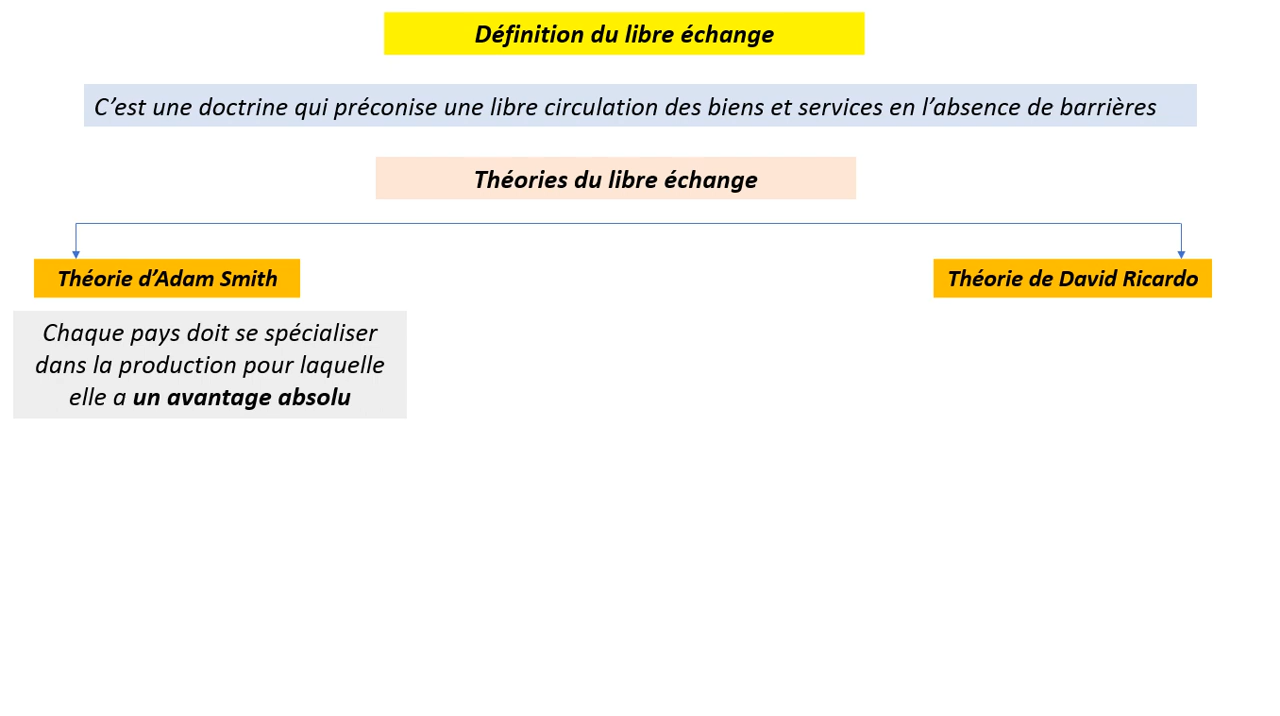 Définition du libre échange
C’est une doctrine qui préconise une libre circulation des biens et services en l’absence de barrières
Théories du libre échange
Théorie d’Adam Smith
Théorie de David Ricardo
Chaque pays doit se spécialiser
dans la production pour laquelle
elle a un avantage absolu